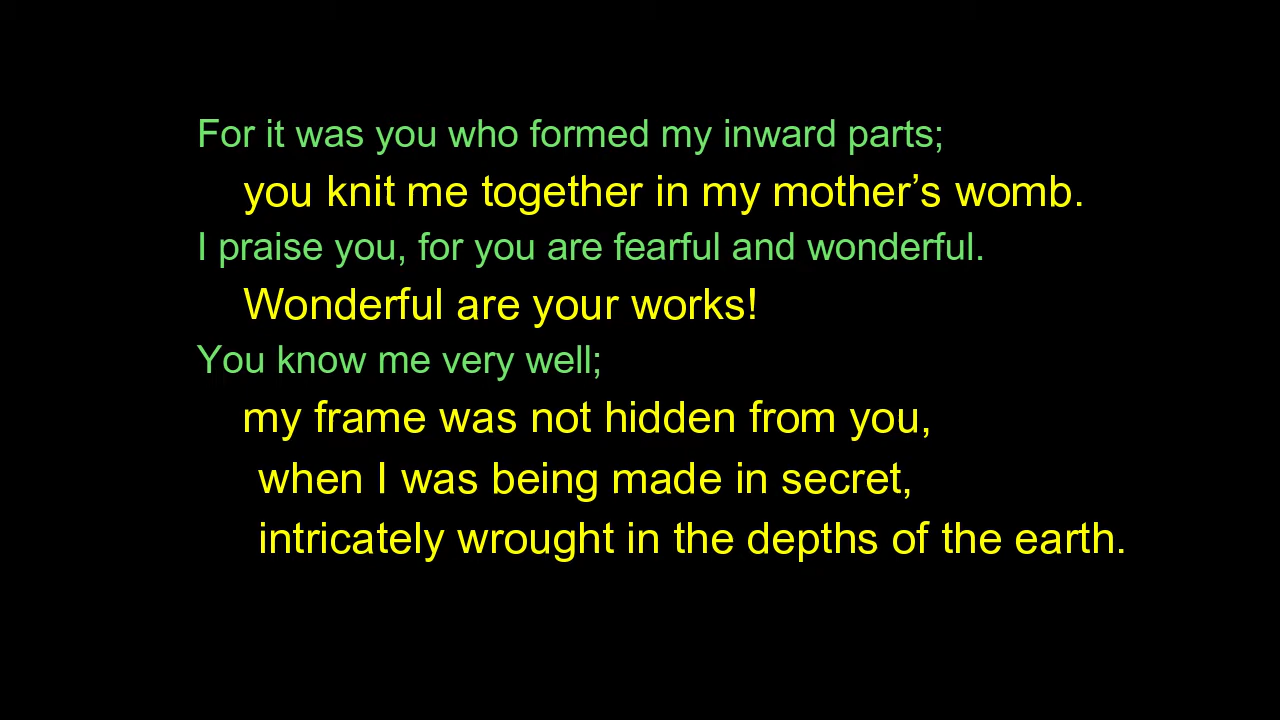 For it was you who formed my inward parts;
you knit me together in my mother’s womb.
I praise you, for you are fearful and wonderful.
Wonderful are your works!
You know me very well;
my frame was not hidden from you,
when I was being made in secret,
intricately wrought in the depths of the earth.